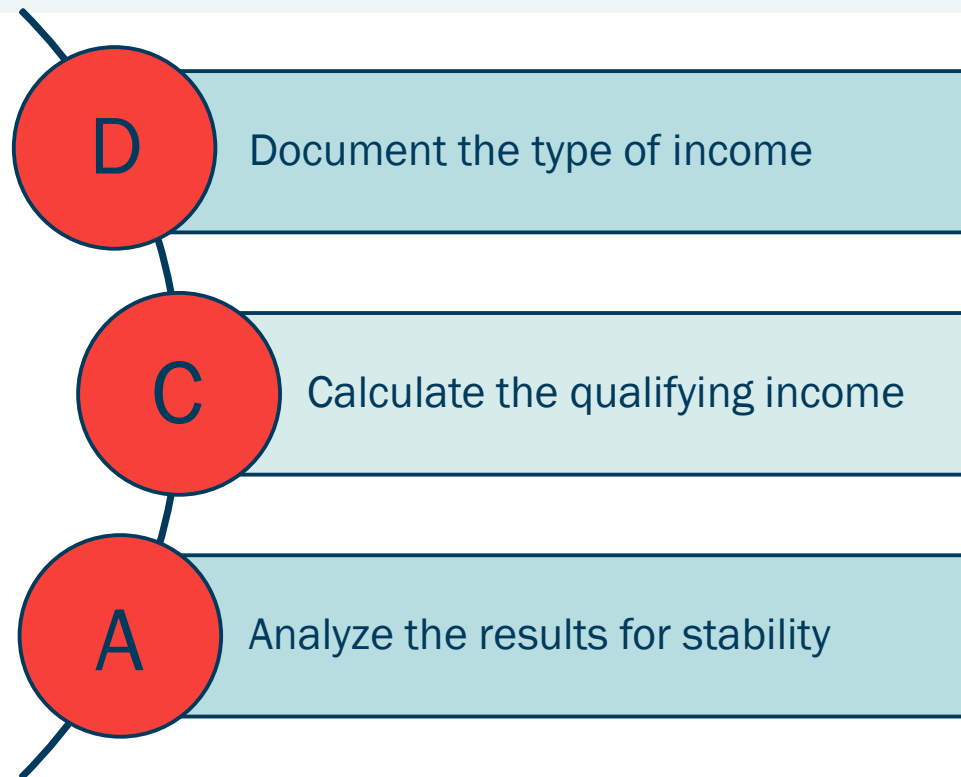 D
Document the type of income
C
Calculate the qualifying income
A
Analyze the results for stability